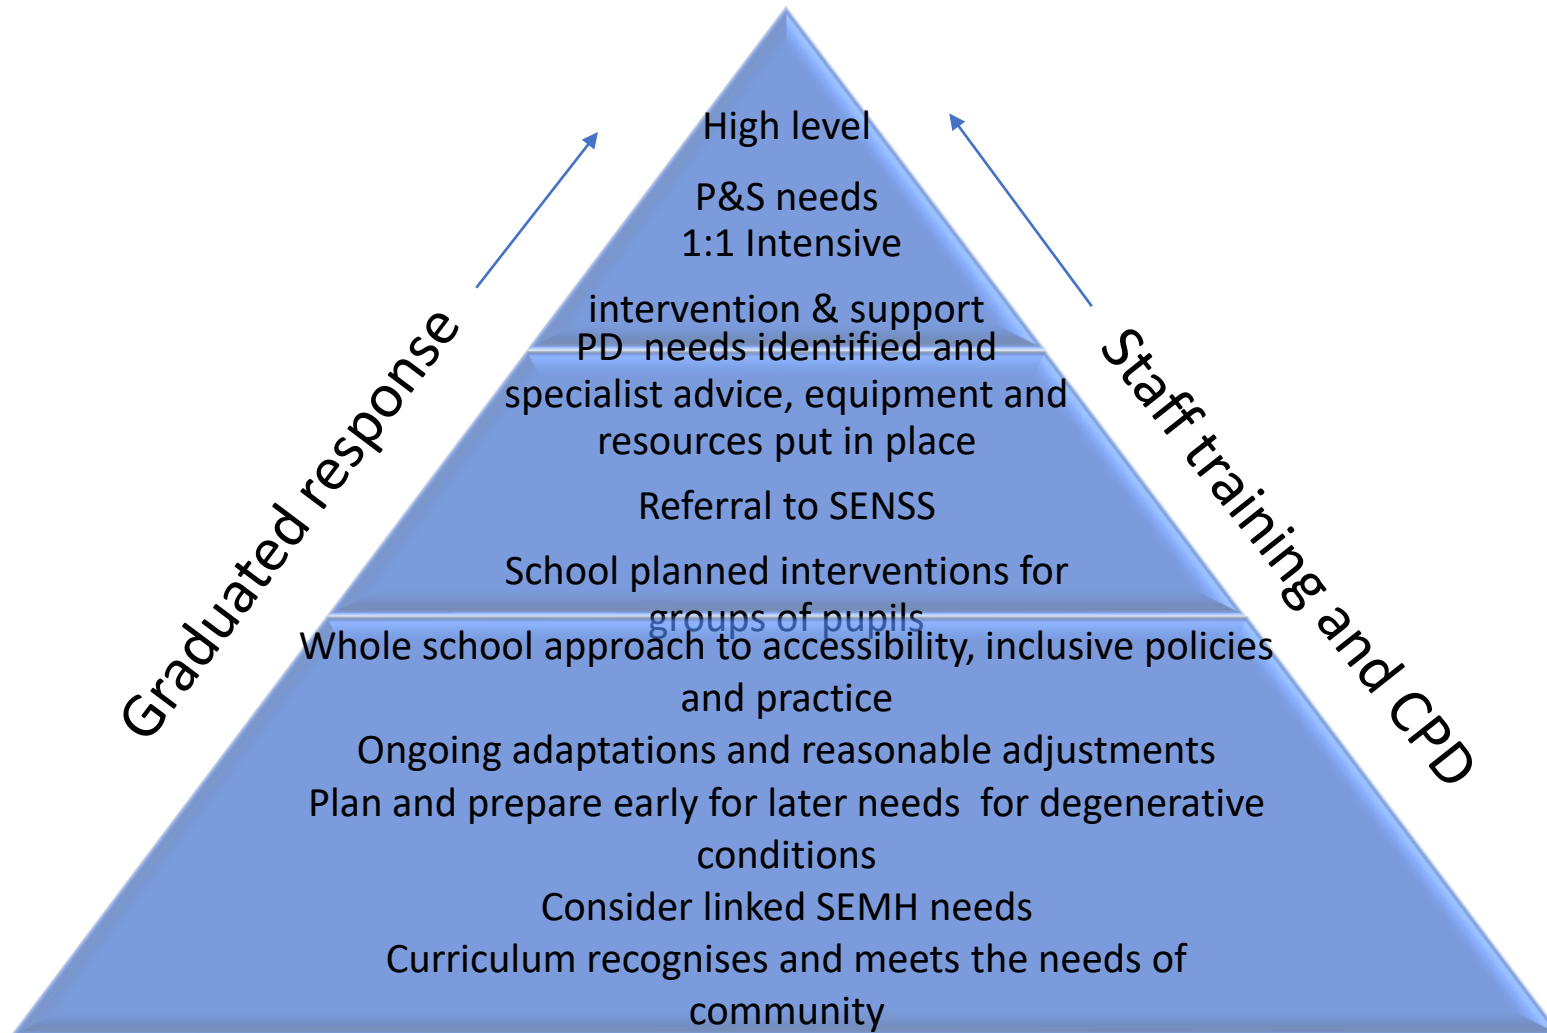 High level
P&S needs
1:1 Intensive
intervention & support
PD  needs identified and
specialist advice, equipment and
resources put in place
Referral to SENSS
School planned interventions for
groups of pupils
Whole school approach to accessibility, inclusive policies
and practice
Ongoing adaptations and reasonable adjustments
Plan and prepare early for later needs  for degenerative
conditions
Consider linked SEMH needs
Curriculum recognises and meets the needs of
community
Graduated response
Staff training and CPD